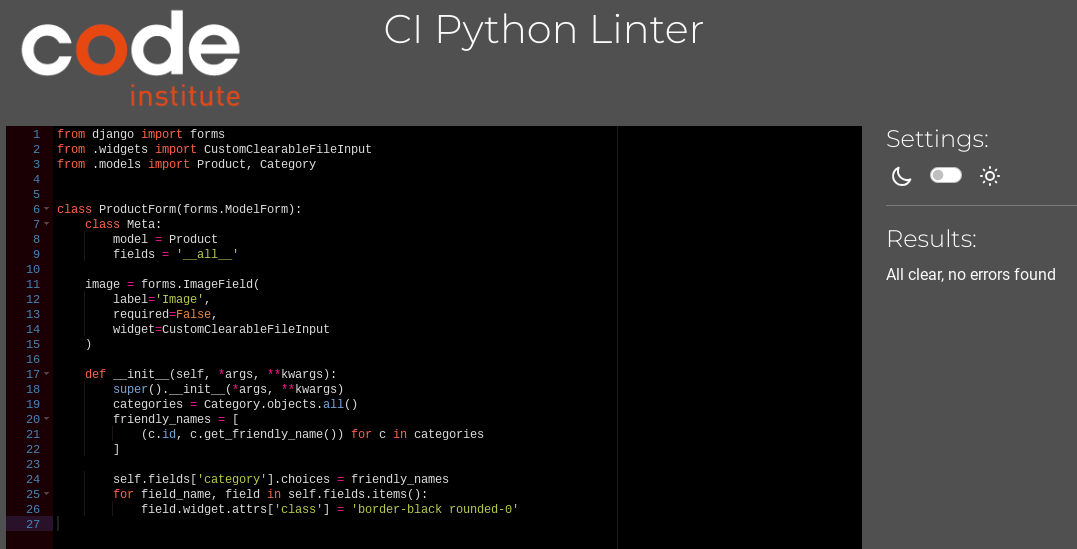 code
institute
CI Python Linter
1 from django import forms
2 from .widgets import CustomClearableFileInput
3 from .models import Product, Category
4
5
6 class ProductForm(forms.ModelForm):
7     class Meta:
8         model = Product
9         fields = '__all__'
10
11     image = forms.ImageField(
12         label='Image',
13         required=False,
14         widget=CustomClearableFileInput
15     )
16
17     def __init__(self, *args, **kwargs):
18         super().__init__(*args, **kwargs)
19         categories = Category.objects.all()
20         friendly_names = [
21             (c.id, c.get_friendly_name()) for c in categories
22         ]
23
24         self.fields['category'].choices = friendly_names
25         for field_name, field in self.fields.items():
26             field.widget.attrs['class'] = 'border-black rounded-0'
27
Settings:
Results:
All clear, no errors found